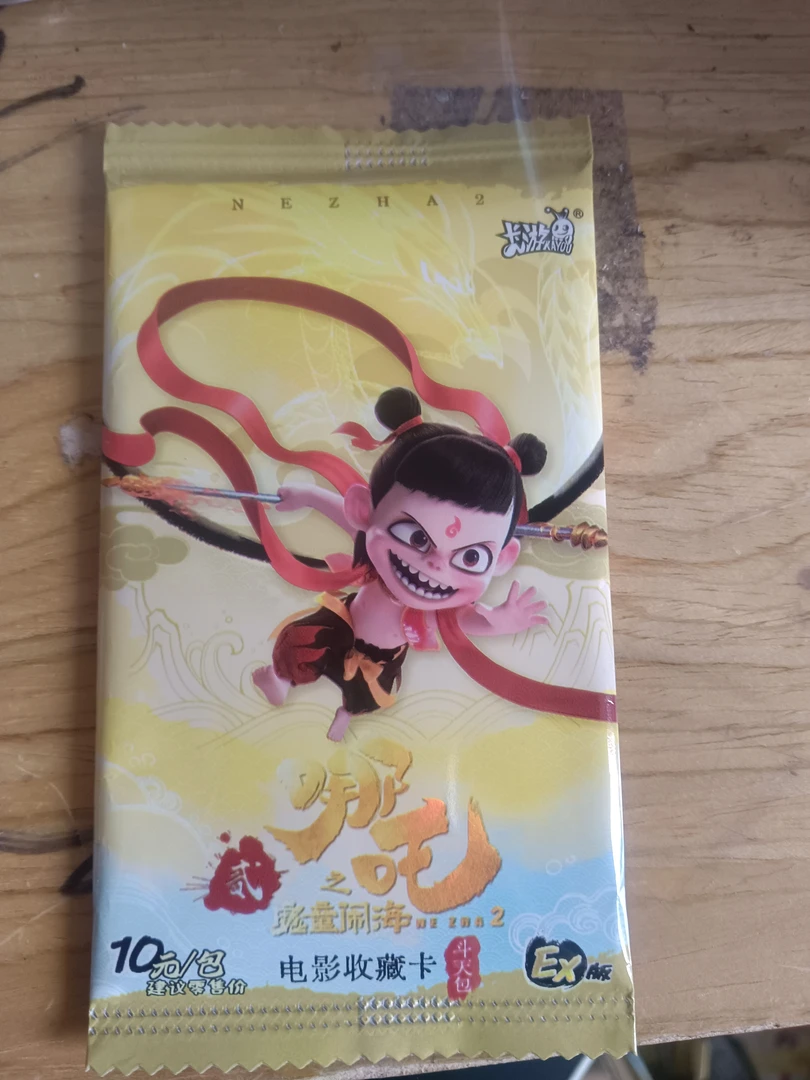 NEZHA2
卡游®
KAYOU
哪吒
贰
之
魔童闹海 NE ZHA 2
10元/包
建议零售价
电影收藏卡
斗天包
Ex版